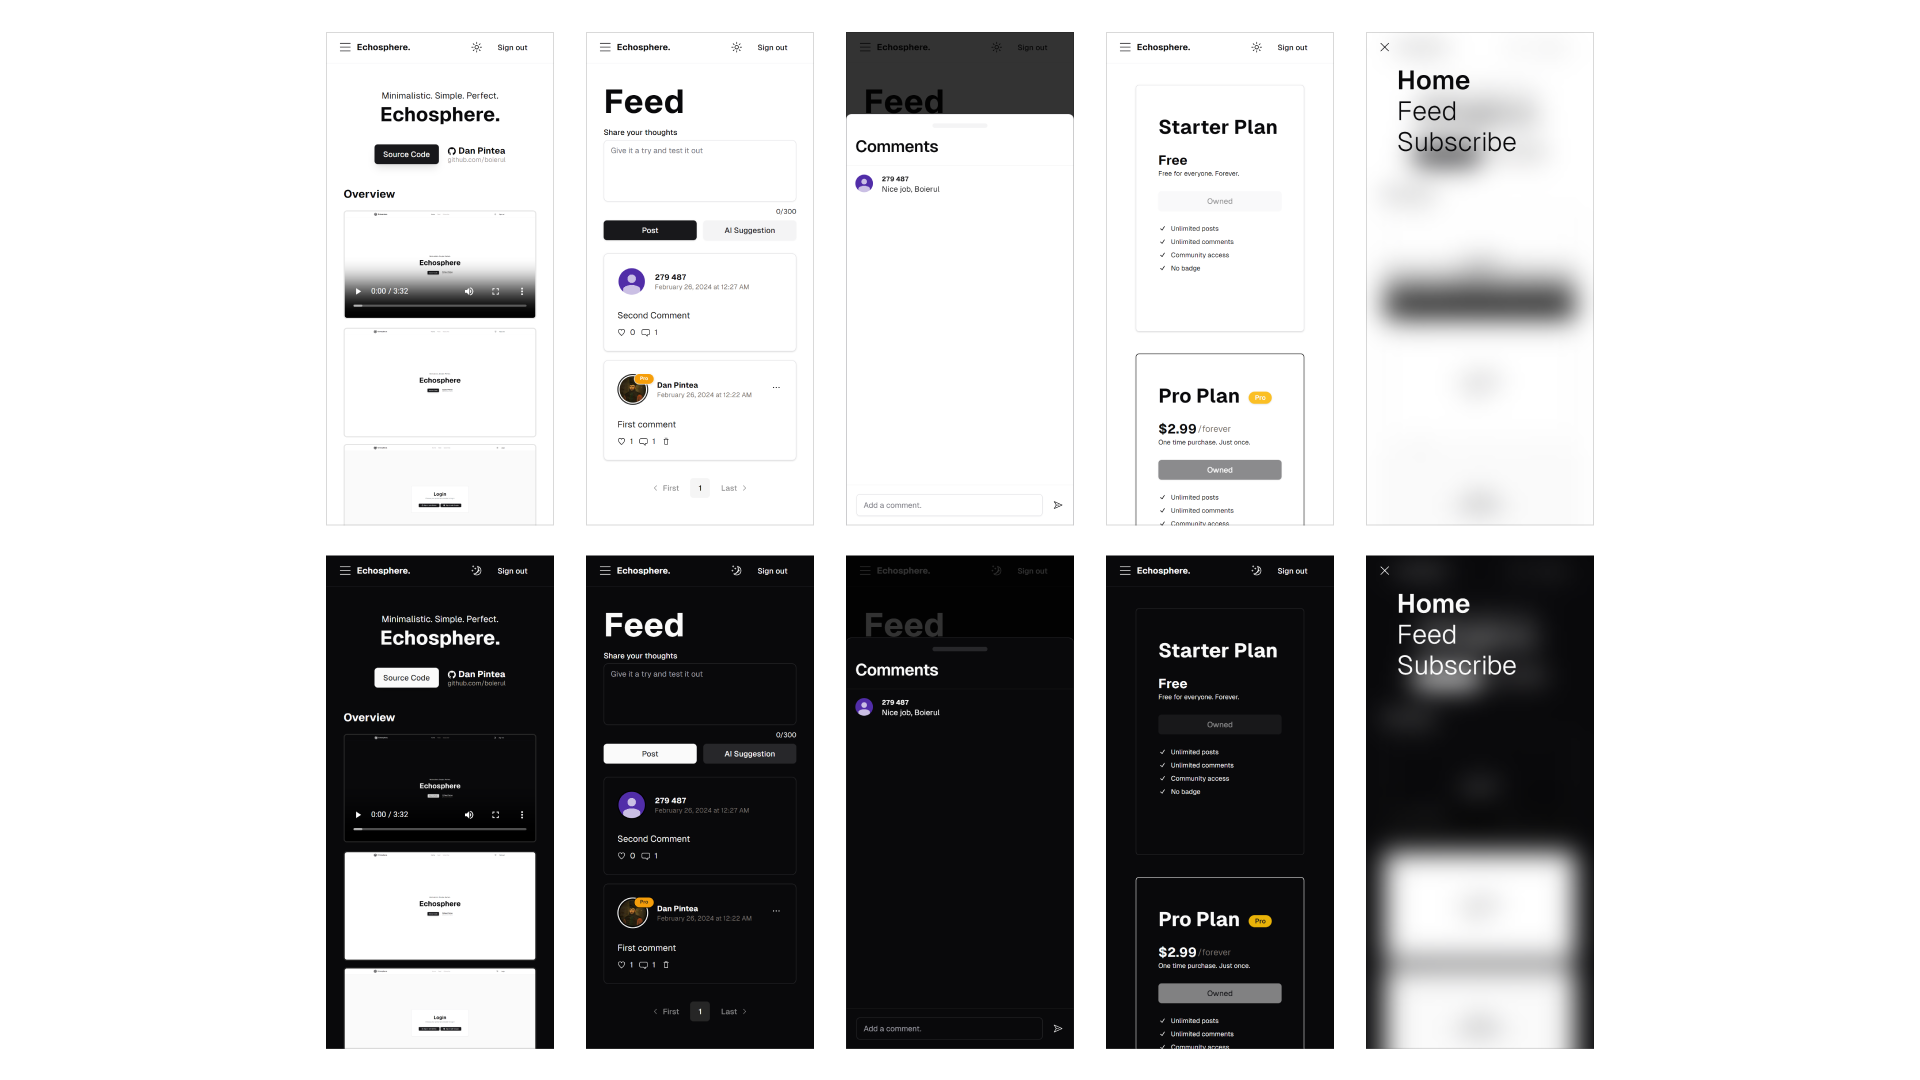 Echosphere.
Sign out
Minimalistic. Simple. Perfect.
Echosphere.
Source Code
Dan Pintea
github.com/boierul
Overview
Echosphere
0:00 / 3:32
Echosphere
Login
Echosphere.
Sign out
Feed
Share your thoughts
Give it a try and test it out
0/300
Post
AI Suggestion
279 487
February 26, 2024 at 12:27 AM
Second Comment
0 1
Pro
Dan Pintea
February 26, 2024 at 12:22 AM
First comment
1 1
First 1 Last
Echosphere.
Sign out
Feed
Comments
279 487
Nice job, Boierul
Add a comment.
Echosphere.
Sign out
Starter Plan
Free
Free for everyone. Forever.
Owned
Unlimited posts
Unlimited comments
Community access
No badge
Pro Plan Pro
$2.99/forever
One time purchase. Just once.
Owned
Unlimited posts
Unlimited comments
Community access
Home
Feed
Subscribe
Echosphere.
Sign out
Minimalistic. Simple. Perfect.
Echosphere.
Source Code
Dan Pintea
github.com/boierul
Overview
Echosphere
0:00 / 3:32
Echosphere
Login
Echosphere.
Sign out
Feed
Share your thoughts
Give it a try and test it out
0/300
Post
AI Suggestion
279 487
February 26, 2024 at 12:27 AM
Second Comment
0 1
Pro
Dan Pintea
February 26, 2024 at 12:22 AM
First comment
1 1
First 1 Last
Echosphere.
Sign out
Feed
Comments
279 487
Nice job, Boierul
Add a comment.
Echosphere.
Sign out
Starter Plan
Free
Free for everyone. Forever.
Owned
Unlimited posts
Unlimited comments
Community access
No badge
Pro Plan Pro
$2.99/forever
One time purchase. Just once.
Owned
Unlimited posts
Unlimited comments
Community access
Home
Feed
Subscribe